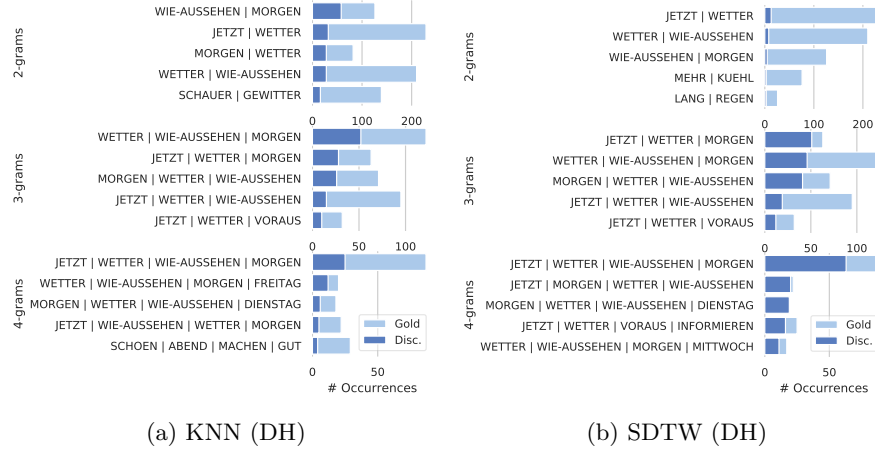 2-grams
WIE-AUSSEHEN | MORGEN
JETZT | WETTER
MORGEN | WETTER
WETTER | WIE-AUSSEHEN
SCHAUER | GEWITTER
0 100 200
3-grams
WETTER | WIE-AUSSEHEN | MORGEN
JETZT | WETTER | MORGEN
MORGEN | WETTER | WIE-AUSSEHEN
JETZT | WETTER | WIE-AUSSEHEN
JETZT | WETTER | VORAUS
0 50 100
4-grams
JETZT | WETTER | WIE-AUSSEHEN | MORGEN
WETTER | WIE-AUSSEHEN | MORGEN | FREITAG
MORGEN | WETTER | WIE-AUSSEHEN | DIENSTAG
JETZT | WIE-AUSSEHEN | WETTER | MORGEN
SCHOEN | ABEND | MACHEN | GUT
Gold
Disc.
0 50
# Occurrences
(a) KNN (DH)
2-grams
JETZT | WETTER
WETTER | WIE-AUSSEHEN
WIE-AUSSEHEN | MORGEN
MEHR | KUEHL
LANG | REGEN
0 100 200
3-grams
JETZT | WETTER | MORGEN
WETTER | WIE-AUSSEHEN | MORGEN
MORGEN | WETTER | WIE-AUSSEHEN
JETZT | WETTER | WIE-AUSSEHEN
JETZT | WETTER | VORAUS
0 50 100
4-grams
JETZT | WETTER | WIE-AUSSEHEN | MORGEN
JETZT | MORGEN | WETTER | WIE-AUSSEHEN
MORGEN | WETTER | WIE-AUSSEHEN | DIENSTAG
JETZT | WETTER | VORAUS | INFORMIEREN
WETTER | WIE-AUSSEHEN | MORGEN | MITTWOCH
Gold
Disc.
0 50
# Occurrences
(b) SDTW (DH)